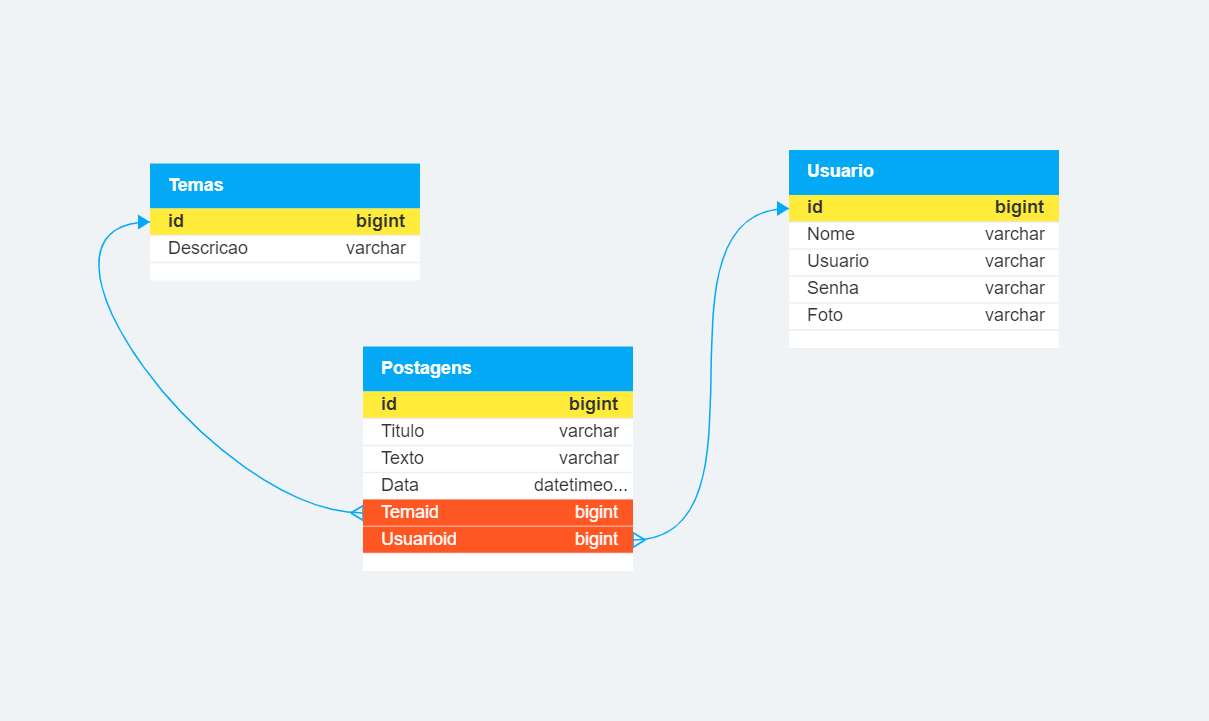 Temas
id bigint
Descricao varchar
Usuario
id bigint
Nome varchar
Usuario varchar
Senha varchar
Foto varchar
Postagens
id bigint
Titulo varchar
Texto varchar
Data datetimeo...
Temaid bigint
Usuarioid bigint